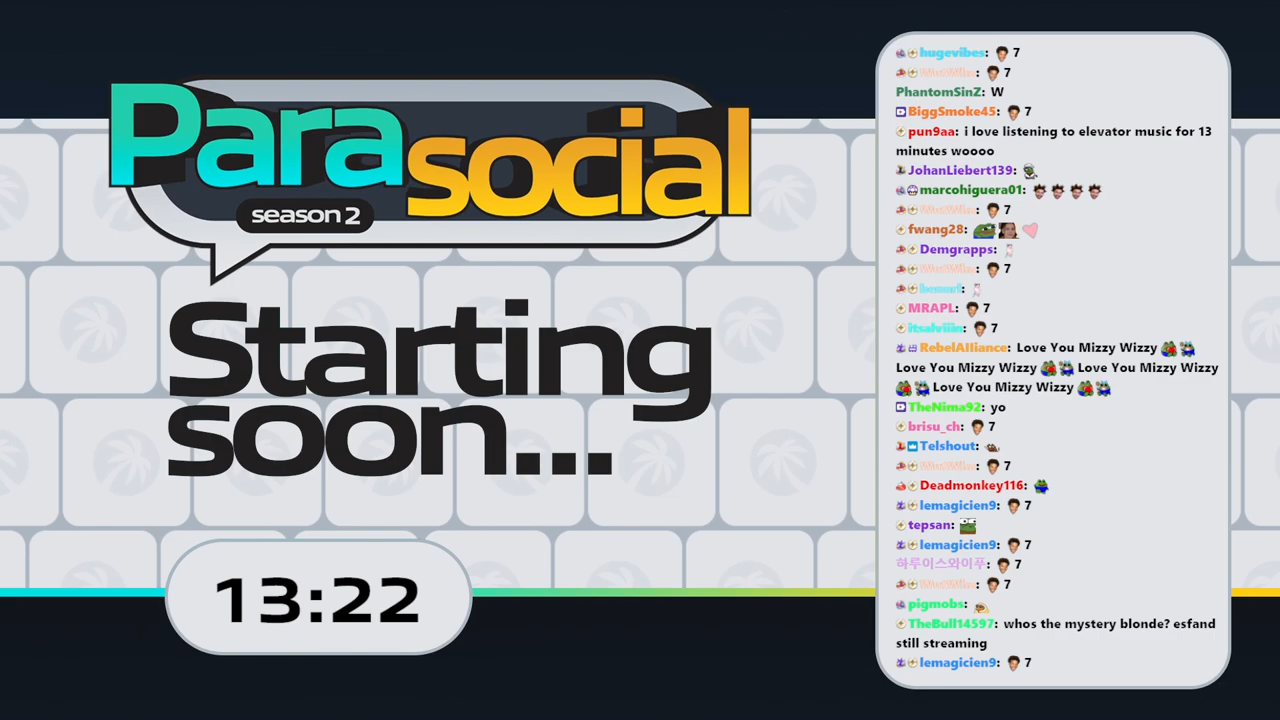 Para
social
season 2
Starting
soon...
13:22
hugevibes: 7
: 7
PhantomSinZ: W
BiggSmoke45: 7
pun9aa: i love listening to elevator music for 13
minutes woooo
JohanLiebert139:
marcohiguera01:
: 7
fwang28:
Demgrapps:
: 7
:
MRAPL: 7
itsalviiin: 7
RebelAlliance: Love You Mizzy Wizzy
Love You Mizzy Wizzy Love You Mizzy Wizzy
Love You Mizzy Wizzy
TheNima92: yo
brisu_ch: 7
Telshout:
: 7
Deadmonkey116:
lemagicien9: 7
tepsan:
lemagicien9: 7
하루이스와이푸: 7
: 7
pigmobs:
TheBull14597: whos the mystery blonde? esfand
still streaming
lemagicien9: 7